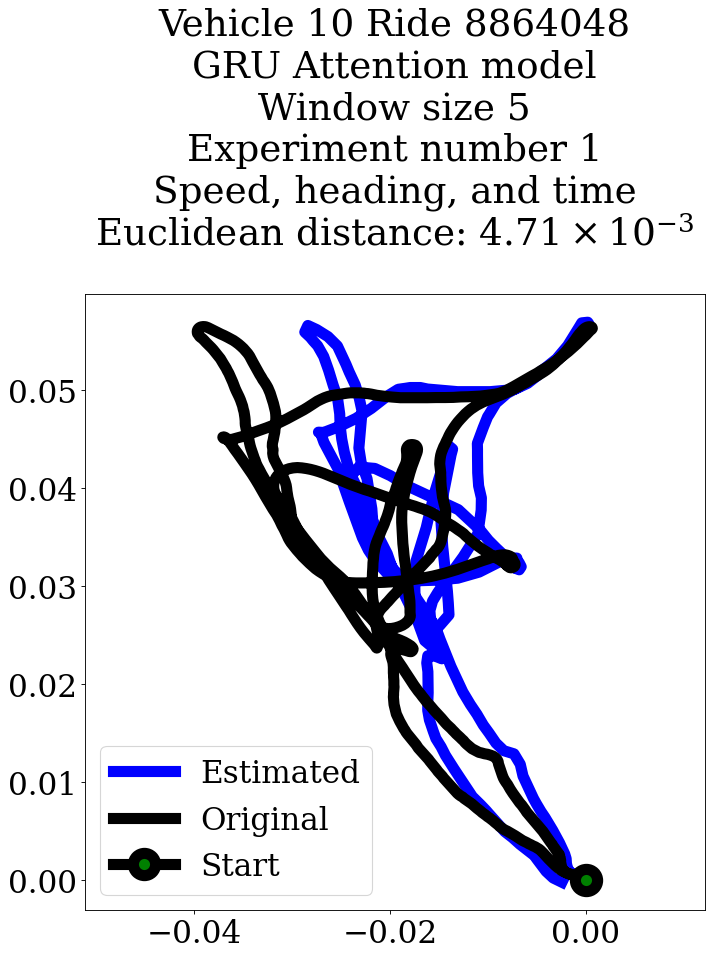 Vehicle 10 Ride 8864048
GRU Attention model
Window size 5
Experiment number 1
Speed, heading, and time
Euclidean distance: 4.71 × 10⁻³
0.05
0.04
0.03
0.02
0.01
0.00
Estimated
Original
Start
−0.04
−0.02
0.00